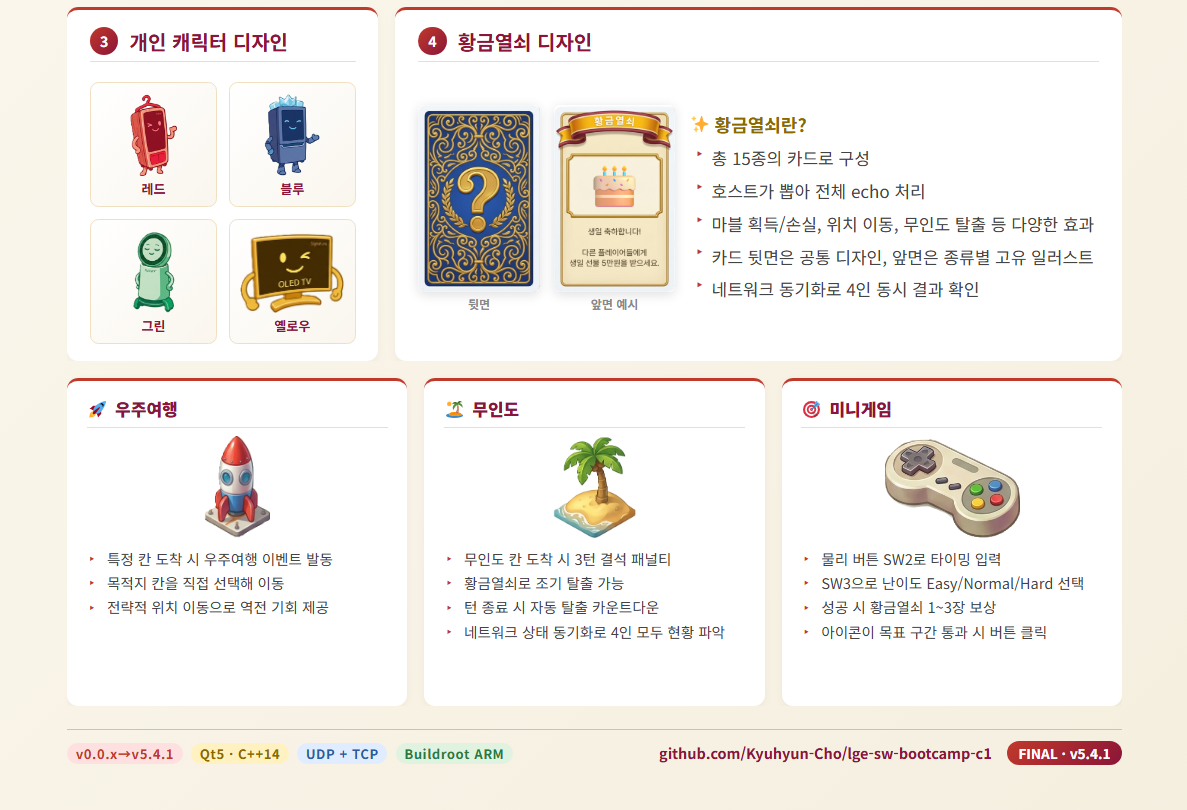 3 개인 캐릭터 디자인
레드
블루
그린
OLED TV
옐로우
4 황금열쇠 디자인
뒷면
황금열쇠
생일 축하합니다!
다른 플레이어들에게
생일 선물 5만원을 받으세요.
앞면 예시
✨ 황금열쇠란?
총 15종의 카드로 구성
호스트가 뽑아 전체 echo 처리
마블 획득/손실, 위치 이동, 무인도 탈출 등 다양한 효과
카드 뒷면은 공통 디자인, 앞면은 종류별 고유 일러스트
네트워크 동기화로 4인 동시 결과 확인
🚀 우주여행
특정 칸 도착 시 우주여행 이벤트 발동
목적지 칸을 직접 선택해 이동
전략적 위치 이동으로 역전 기회 제공
🏝️ 무인도
무인도 칸 도착 시 3턴 결석 패널티
황금열쇠로 조기 탈출 가능
턴 종료 시 자동 탈출 카운트다운
네트워크 상태 동기화로 4인 모두 현황 파악
🎯 미니게임
물리 버튼 SW2로 타이밍 입력
SW3으로 난이도 Easy/Normal/Hard 선택
성공 시 황금열쇠 1~3장 보상
아이콘이 목표 구간 통과 시 버튼 클릭
v0.0.x→v5.4.1 Qt5 · C++14 UDP + TCP Buildroot ARM
github.com/Kyuhyun-Cho/lge-sw-bootcamp-c1 FINAL · v5.4.1